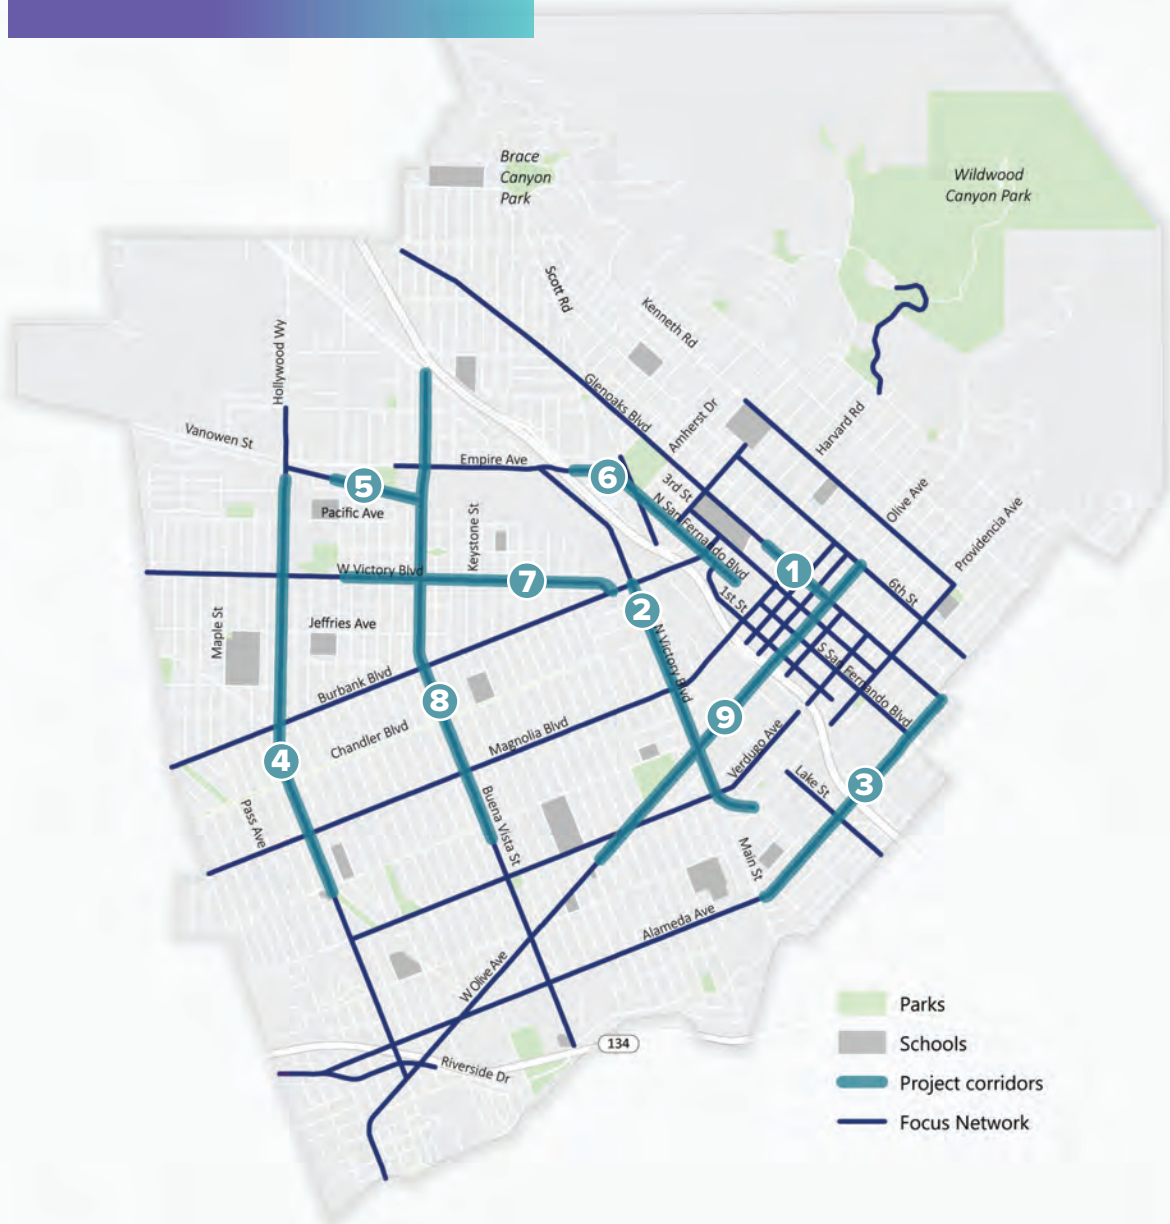 Brace
Canyon
Park
Wildwood
Canyon Park
Scott Rd
Kenneth Rd
Hollywood Wy
Glenoaks Blvd
Amherst Dr
Harvard Rd
Vanowen St
Empire Ave
6
3rd St
5
Olive Ave
Providencia Ave
Pacific Ave
Keystone St
N San Fernando Blvd
W Victory Blvd
7
1
1st St
6th St
2
Maple St
Jeffries Ave
N Victory Blvd
S San Fernando Blvd
Burbank Blvd
8
9
Chandler Blvd
Magnolia Blvd
4
Verdugo Ave
Lake St
3
Pass Ave
Buena Vista St
Main St
Alameda Ave
W Olive Ave
134
Riverside Dr
Parks
Schools
Project corridors
Focus Network